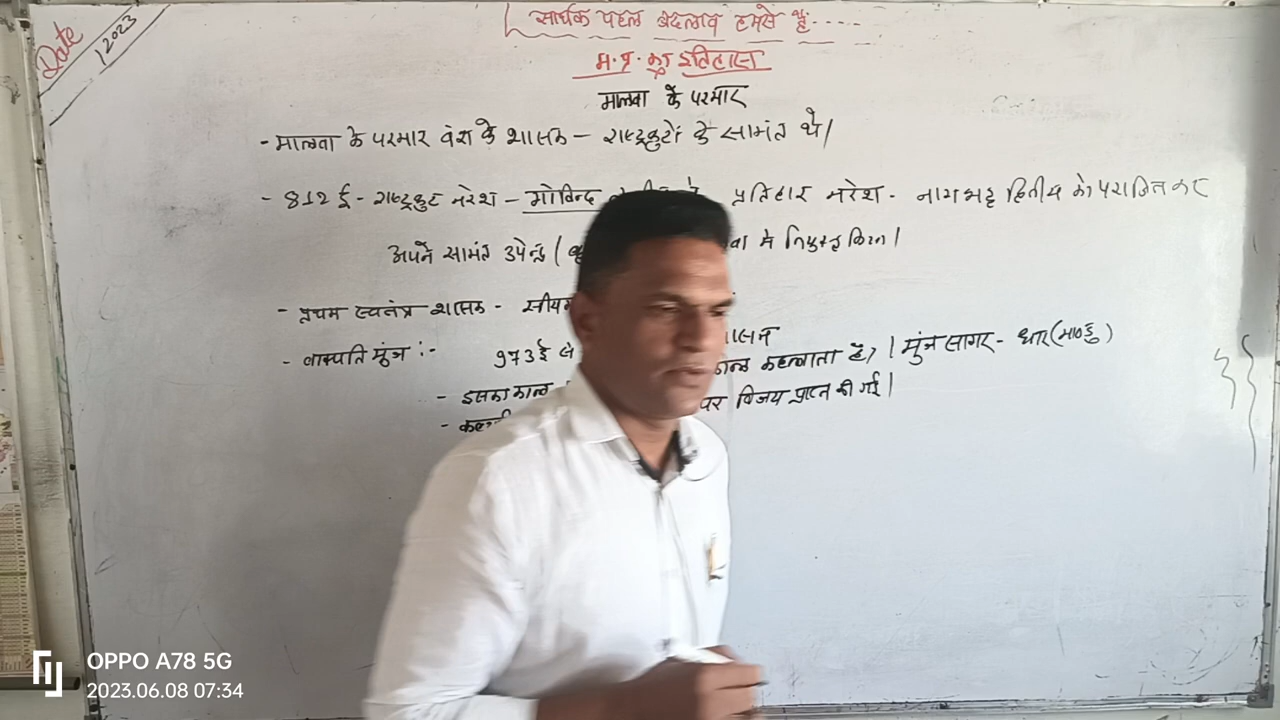 Date
/2023
सार्थक पहल बदलाव हमसे है.....
म.प्र. का इतिहास
मालवा के परमार
- मालवा के परमार वंश के शासक - राष्ट्रकुटों के सामंत थे।
- 812 ई - राष्ट्रकुट नरेश - गोविन्द प्रतिहार नरेश - नागभट्ट द्वितीय को पराजित कर
अपने सामंत उपेन्द्र ( में नियुक्त किया।
- प्रथम स्वतंत्र शासक -
- वाक्पति मुंज :- 973 ई से
- इसका काल कहलाता है, । मुंज सागर - धार (माण्डु)
- पर विजय प्राप्त की गई।
OPPO A78 5G
2023.06.08 07:34